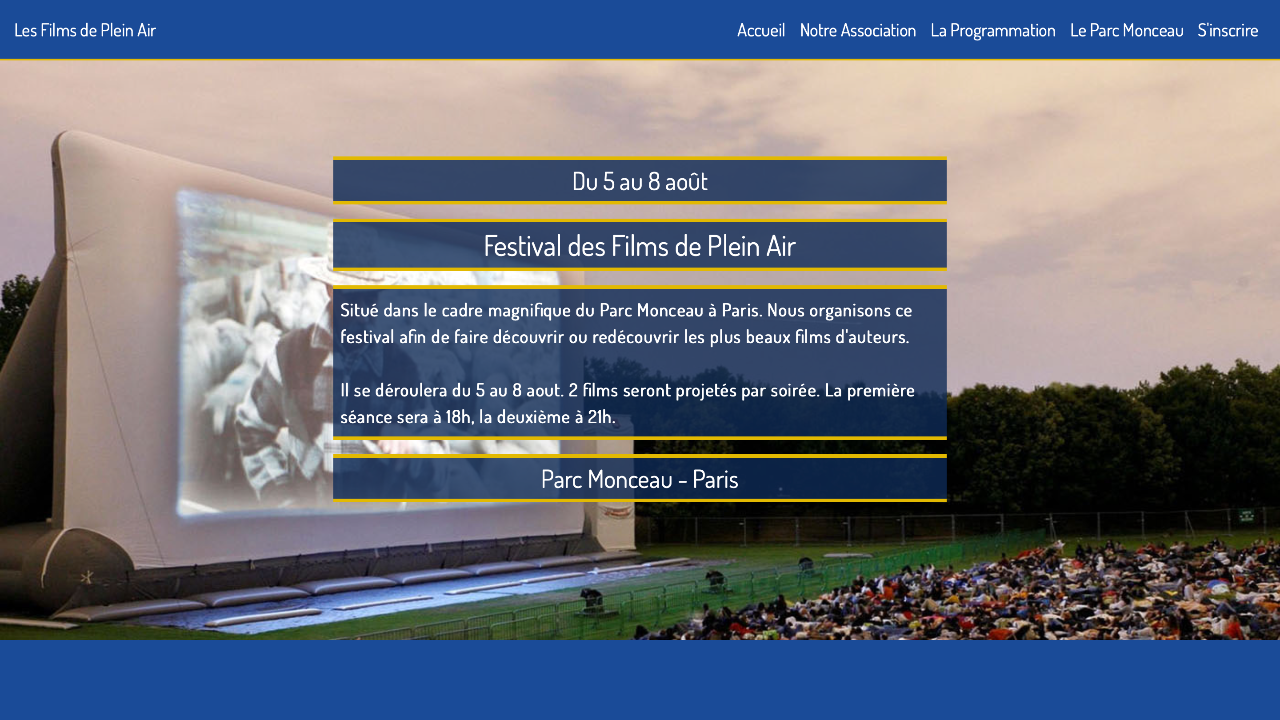 Les Films de Plein Air
Accueil Notre Association La Programmation Le Parc Monceau S'inscrire
Du 5 au 8 août
Festival des Films de Plein Air
Situé dans le cadre magnifique du Parc Monceau à Paris. Nous organisons ce
festival afin de faire découvrir ou redécouvrir les plus beaux films d'auteurs.
Il se déroulera du 5 au 8 aout. 2 films seront projetés par soirée. La première
séance sera à 18h, la deuxième à 21h.
Parc Monceau - Paris